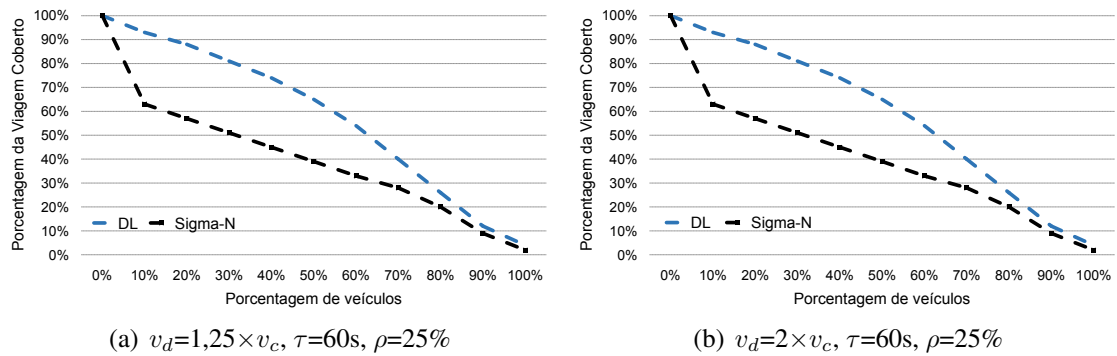 Porcentagem da Viagem Coberto
100%
90%
80%
70%
60%
50%
40%
30%
20%
10%
0%
DL Sigma-N
0% 10% 20% 30% 40% 50% 60% 70% 80% 90% 100%
Porcentagem de veículos
(a) v_d=1,25×v_c, τ=60s, ρ=25%
Porcentagem da Viagem Coberto
100%
90%
80%
70%
60%
50%
40%
30%
20%
10%
0%
DL Sigma-N
0% 10% 20% 30% 40% 50% 60% 70% 80% 90% 100%
Porcentagem de veículos
(b) v_d=2×v_c, τ=60s, ρ=25%